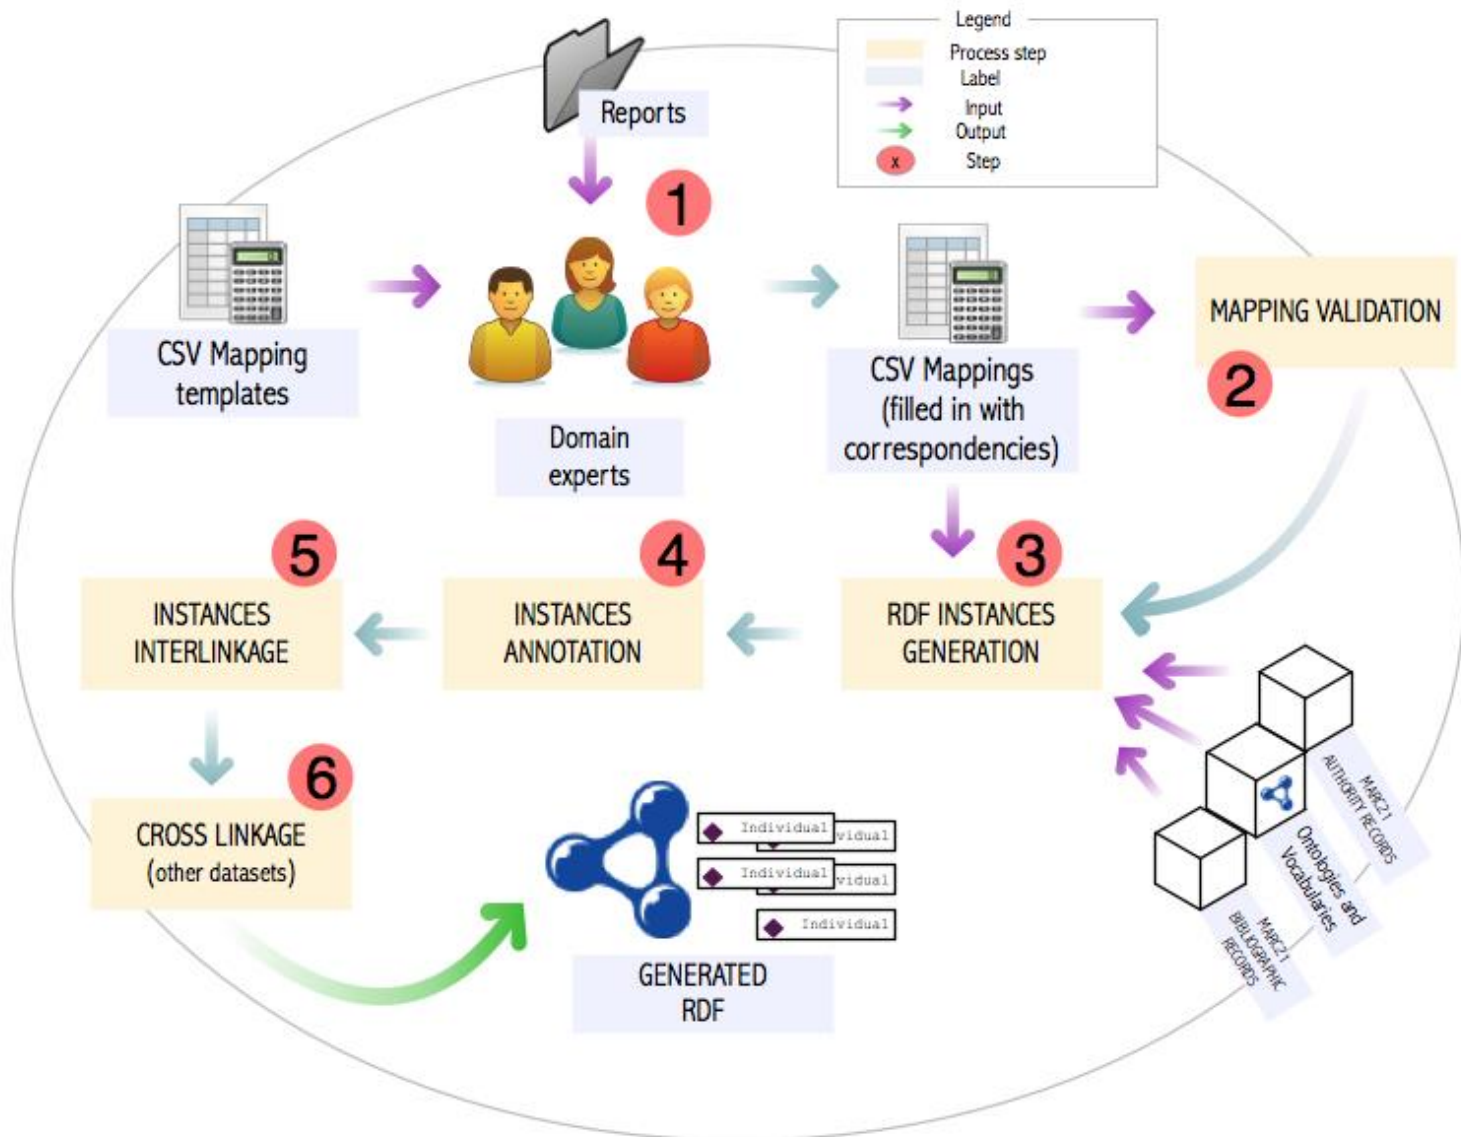 Legend
Process step
Label
Input
Output
x
Step
Reports
1
CSV Mapping
templates
Domain
experts
CSV Mappings
(filled in with
correspondencies)
MAPPING VALIDATION
2
3
RDF INSTANCES
GENERATION
4
INSTANCES
ANNOTATION
5
INSTANCES
INTERLINKAGE
6
CROSS LINKAGE
(other datasets)
Individual
vidual
Individual
vidual
Individual
GENERATED
RDF
MARC21
AUTHORITY RECORDS
Ontologies and
Vocabularies
MARC21
BIBLIOGRAPHIC
RECORDS